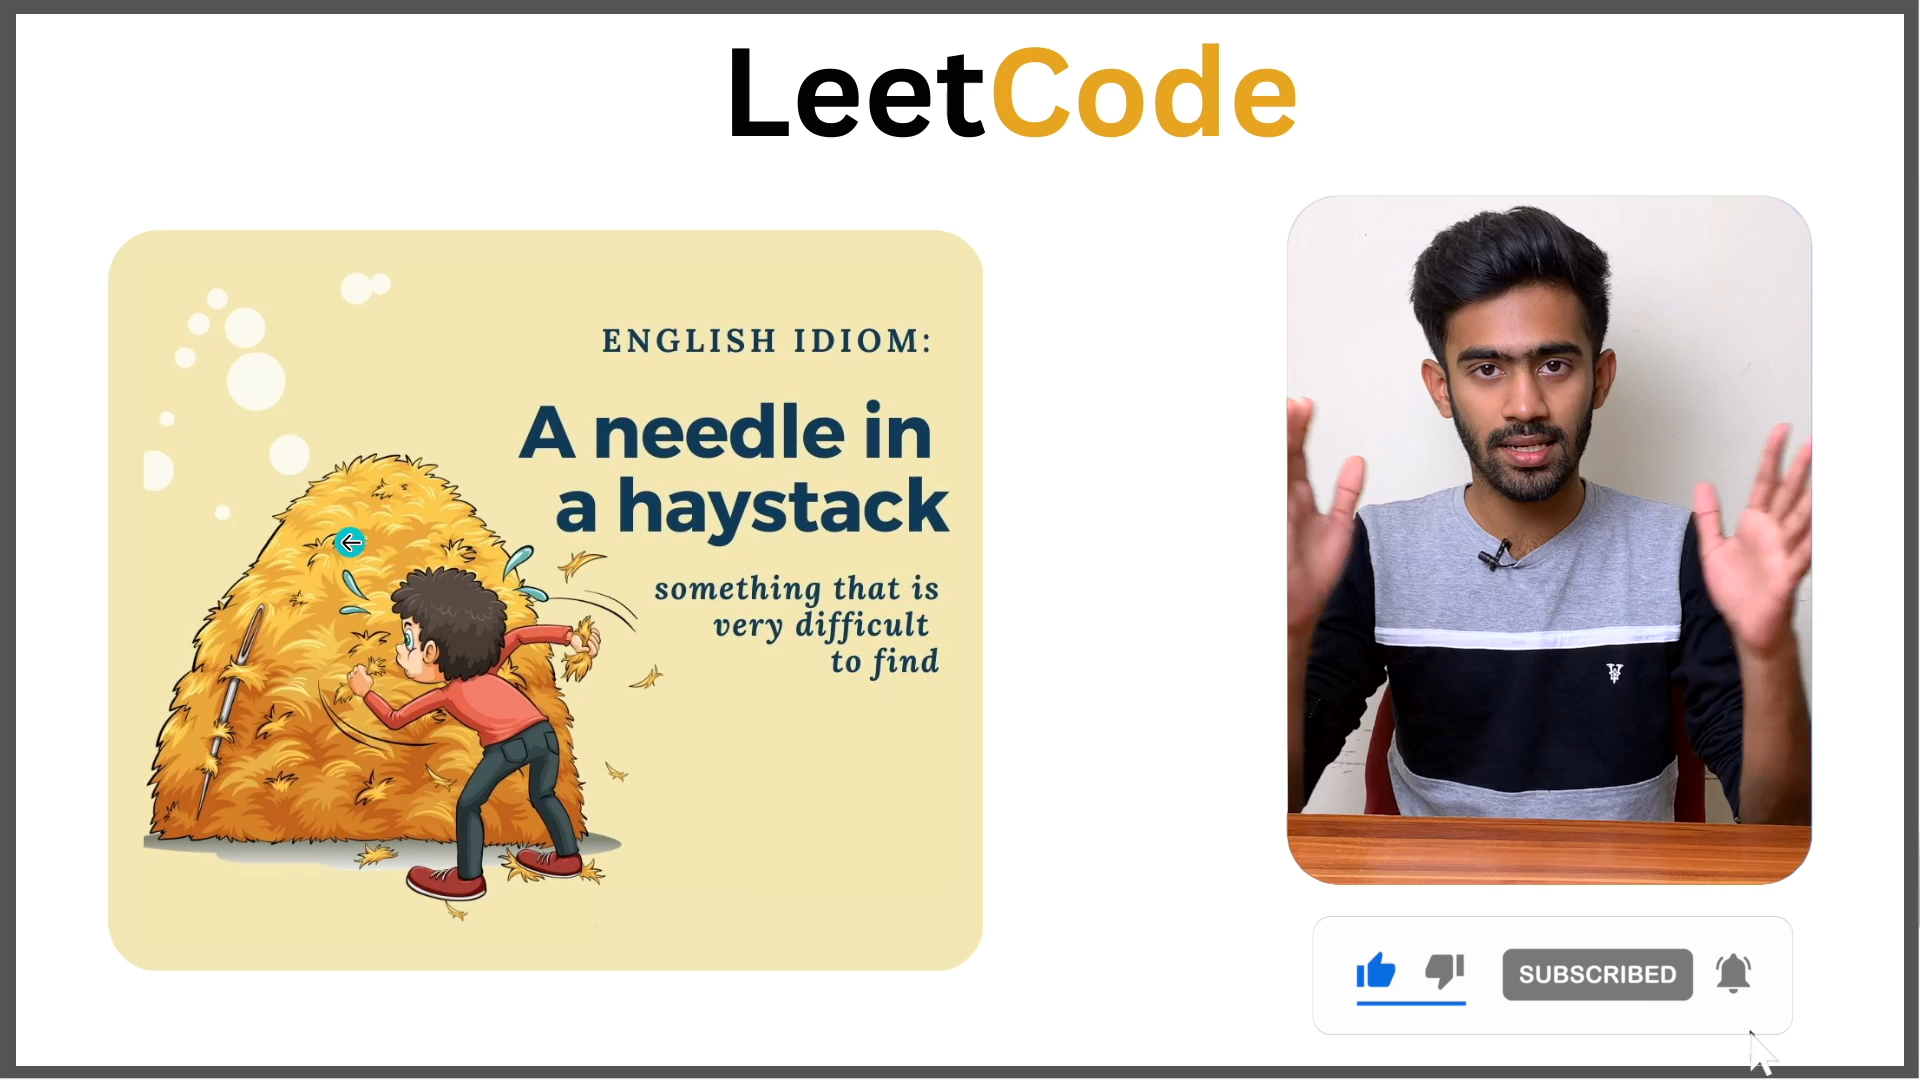 LeetCode
ENGLISH IDIOM:
A needle in
a haystack
something that is
very difficult
to find
SUBSCRIBED